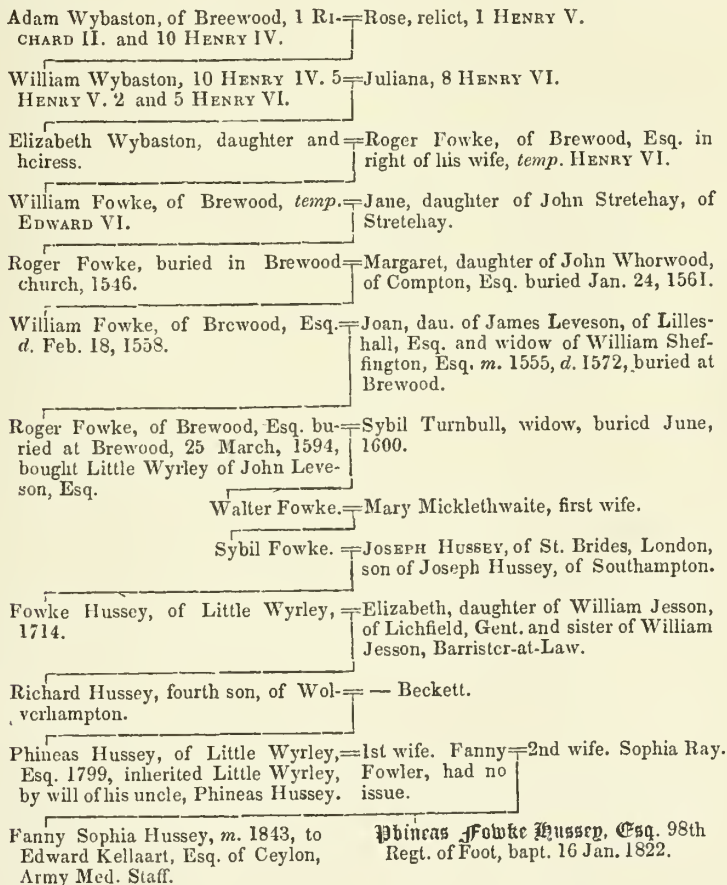 Adam Wybaston, of Breewood, 1 Ri-=Rose, relict, 1 Henry V.
chard II. and 10 Henry IV.
William Wybaston, 10 Henry IV. 5=Juliana, 8 Henry VI.
Henry V. 2 and 5 Henry VI.
Elizabeth Wybaston, daughter and=Roger Fowke, of Brewood, Esq. in
heiress. right of his wife, temp. Henry VI.
William Fowke, of Brewood, temp.=Jane, daughter of John Stretehay, of
Edward VI. Stretehay.
Roger Fowke, buried in Brewood=Margaret, daughter of John Whorwood,
church, 1546. of Compton, Esq. buried Jan. 24, 1561.
William Fowke, of Brewood, Esq.=Joan, dau. of James Leveson, of Lilles-
d. Feb. 18, 1558. hall, Esq. and widow of William Shef-
fington, Esq. m. 1555, d. 1572, buried at
Brewood.
Roger Fowke, of Brewood, Esq. bu-=Sybil Turnbull, widow, buried June,
ried at Brewood, 25 March, 1594, 1600.
bought Little Wyrley of John Leve-
son, Esq.
Walter Fowke.=Mary Micklethwaite, first wife.
Sybil Fowke. =Joseph Hussey, of St. Brides, London,
son of Joseph Hussey, of Southampton.
Fowke Hussey, of Little Wyrley, =Elizabeth, daughter of William Jesson,
1714. of Lichfield, Gent. and sister of William
Jesson, Barrister-at-Law.
Richard Hussey, fourth son, of Wol-= — Beckett.
verhampton.
Phineas Hussey, of Little Wyrley,=1st wife. Fanny=2nd wife. Sophia Ray.
Esq. 1799, inherited Little Wyrley, Fowler, had no
by will of his uncle, Phineas Hussey. issue.
Fanny Sophia Hussey, m. 1843, to Phineas Fowke Hussey, Esq. 98th
Edward Kellaart, Esq. of Ceylon, Regt. of Foot, bapt. 16 Jan. 1822.
Army Med. Staff.